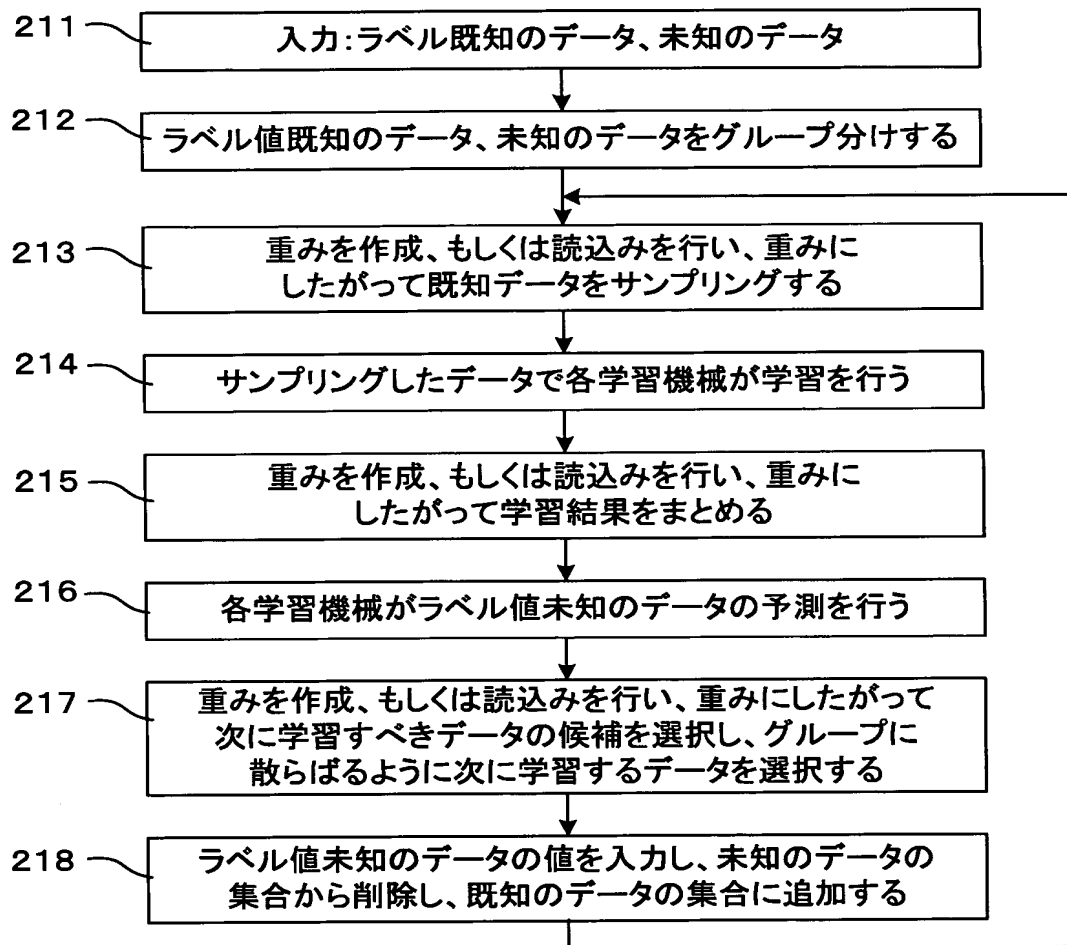 211
入力:ラベル既知のデータ、未知のデータ
212
ラベル値既知のデータ、未知のデータをグループ分けする
213
重みを作成、もしくは読込みを行い、重みに
したがって既知データをサンプリングする
214
サンプリングしたデータで各学習機械が学習を行う
215
重みを作成、もしくは読込みを行い、重みに
したがって学習結果をまとめる
216
各学習機械がラベル値未知のデータの予測を行う
217
重みを作成、もしくは読込みを行い、重みにしたがって
次に学習すべきデータの候補を選択し、グループに
散らばるように次に学習するデータを選択する
218
ラベル値未知のデータの値を入力し、未知のデータの
集合から削除し、既知のデータの集合に追加する